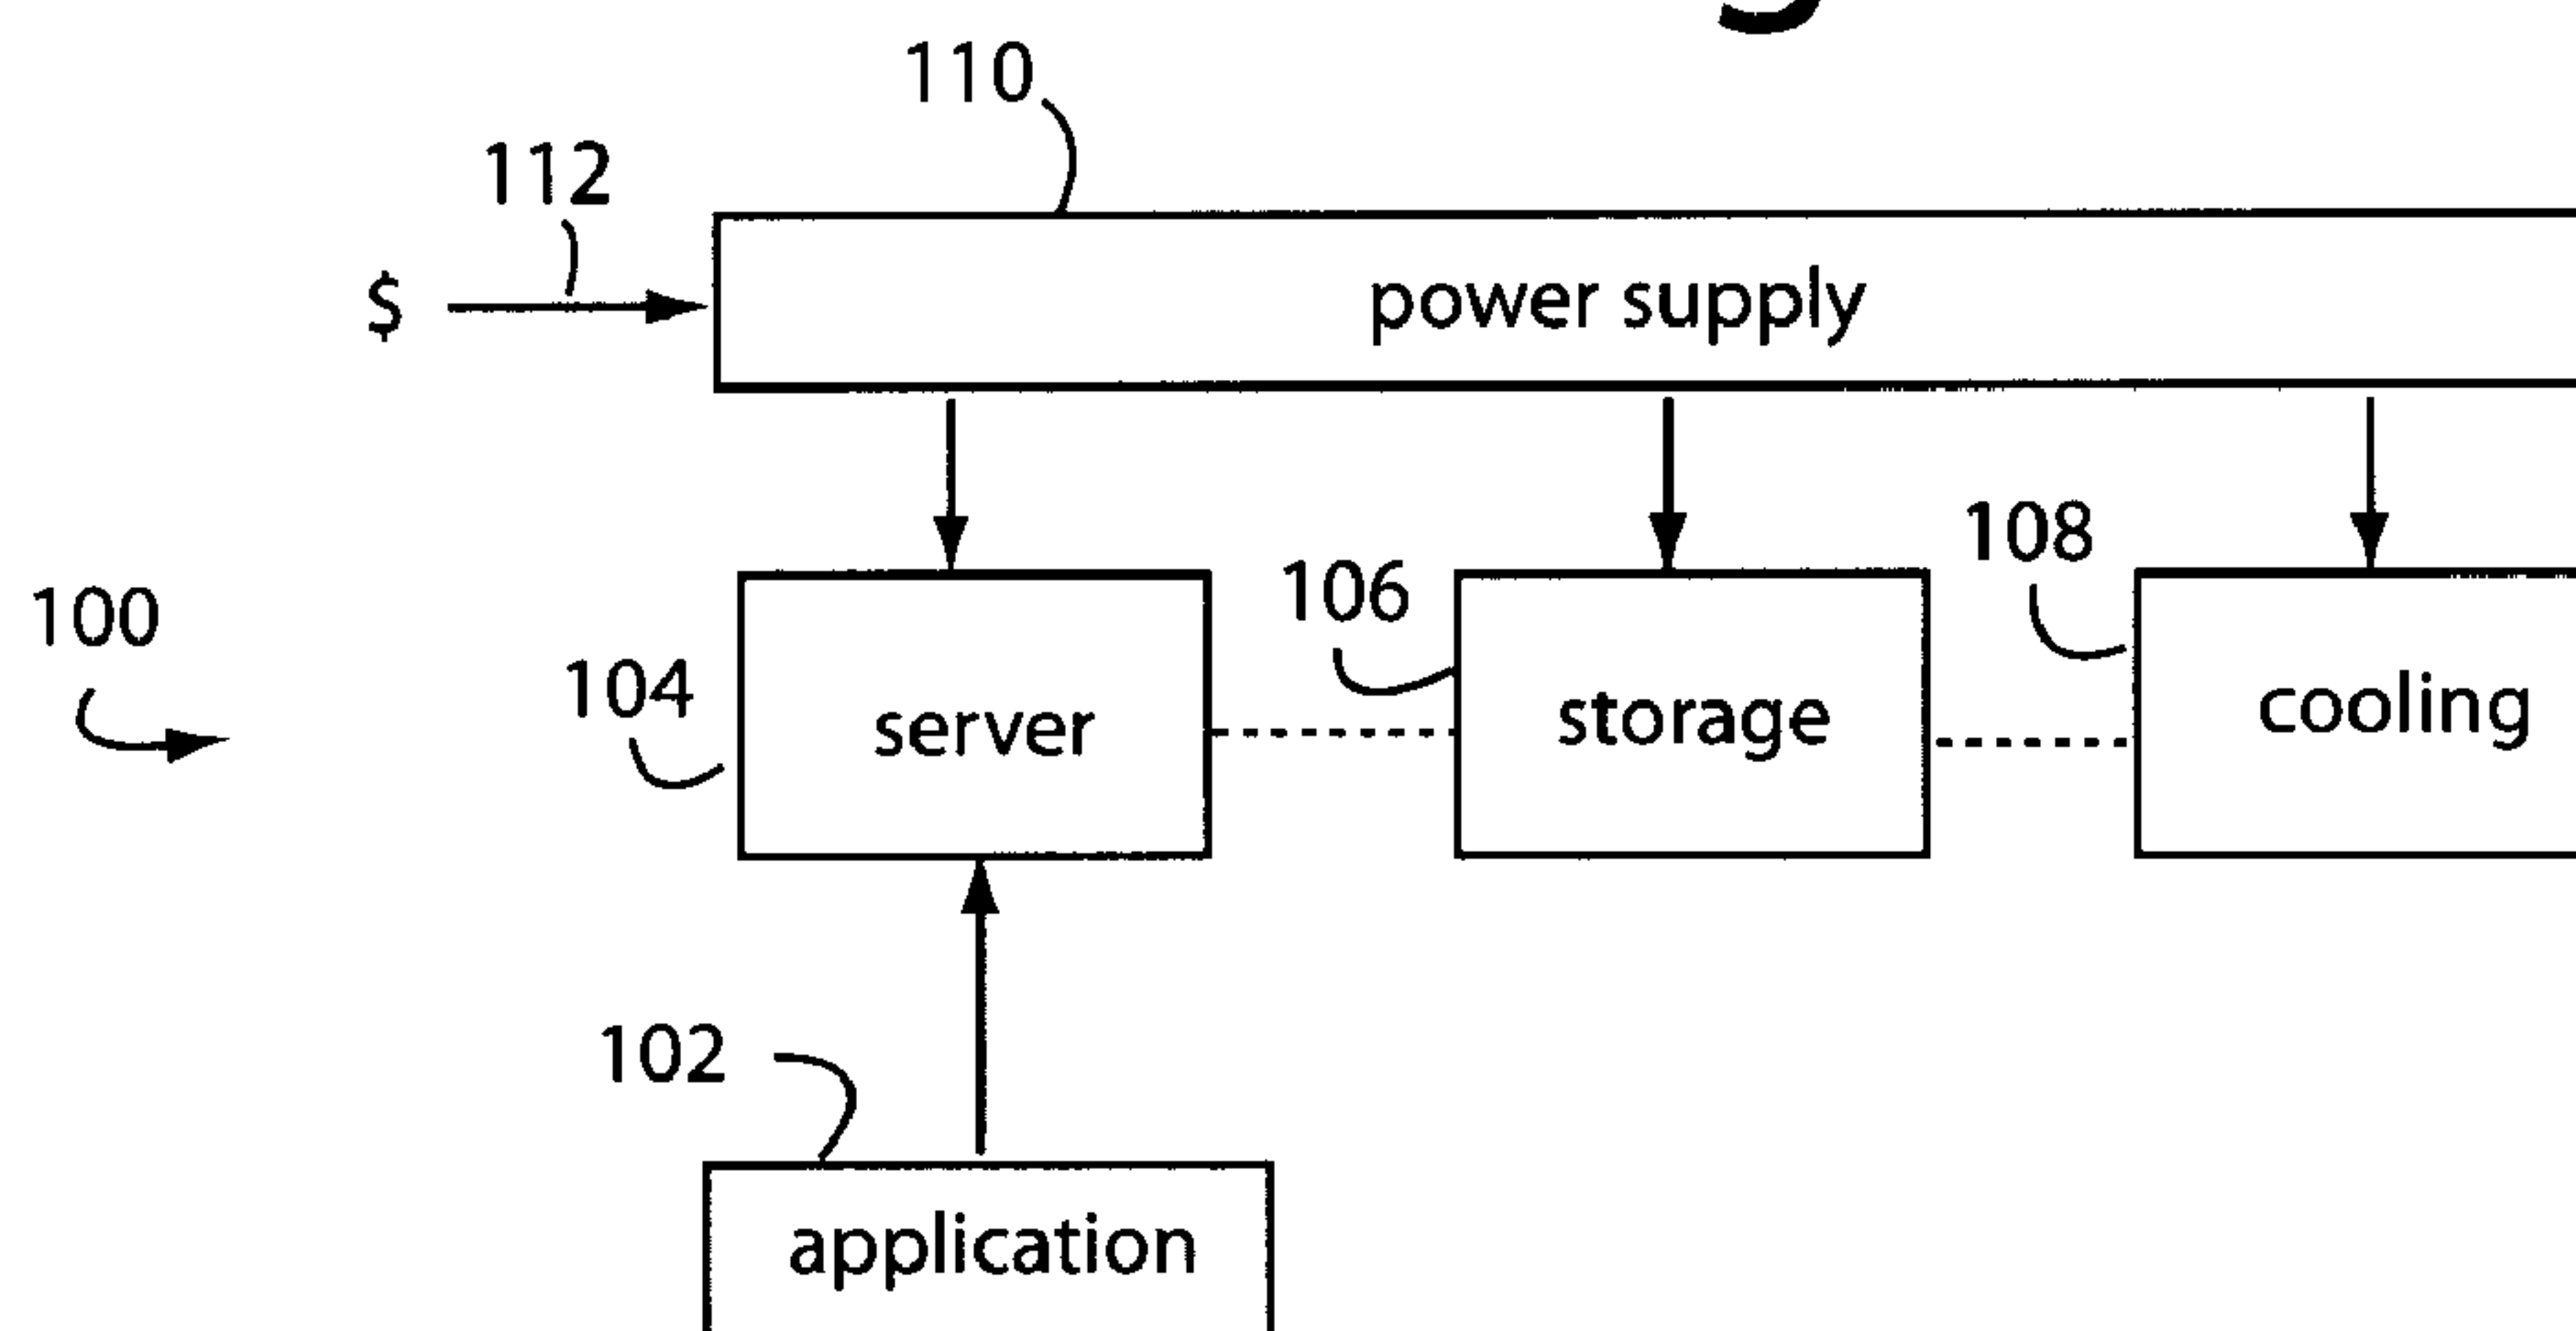 110
112
$
power supply
108
106
100
104
server
storage
cooling
102
application